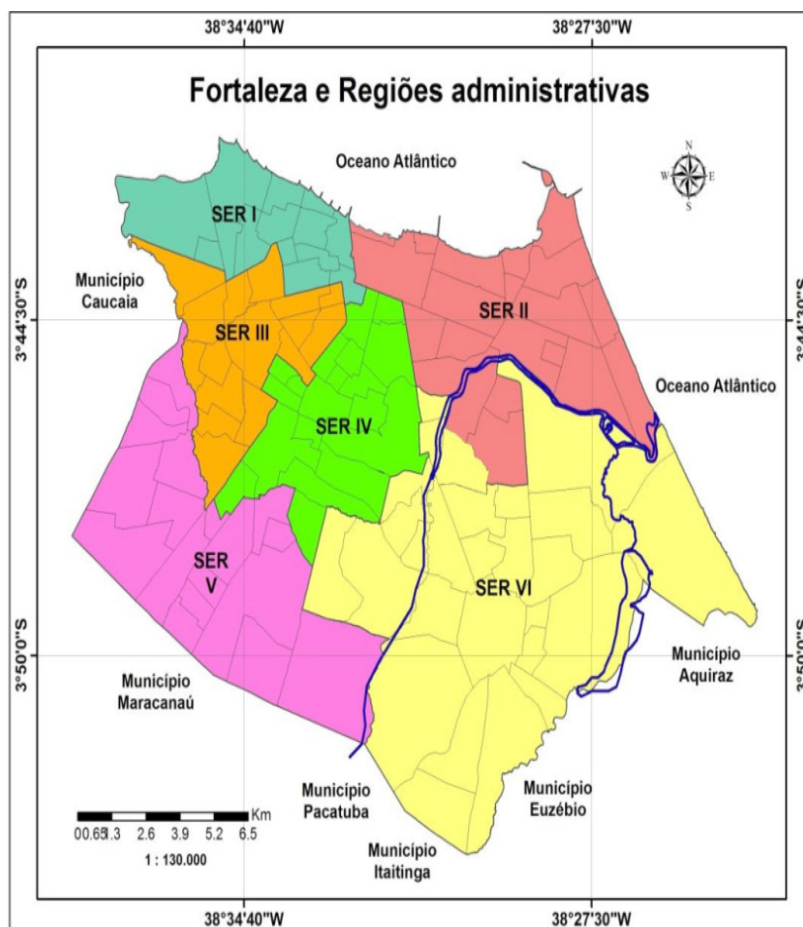 38°34'40"W
38°27'30"W
Fortaleza e Regiões administrativas
Oceano Atlântico
N
W E
S
SER I
Município
Caucaia
3°44'30"S
3°44'30"S
SER II
SER III
Oceano Atlântico
SER IV
SER
V
SER VI
3°50'0"S
3°50'0"S
Município
Aquiraz
Município
Maracanaú
Município
Pacatuba
Município
Euzébio
Município
Itaitinga
00.651.3 2.6 3.9 5.2 6.5 Km
1 : 130.000
38°34'40"W
38°27'30"W